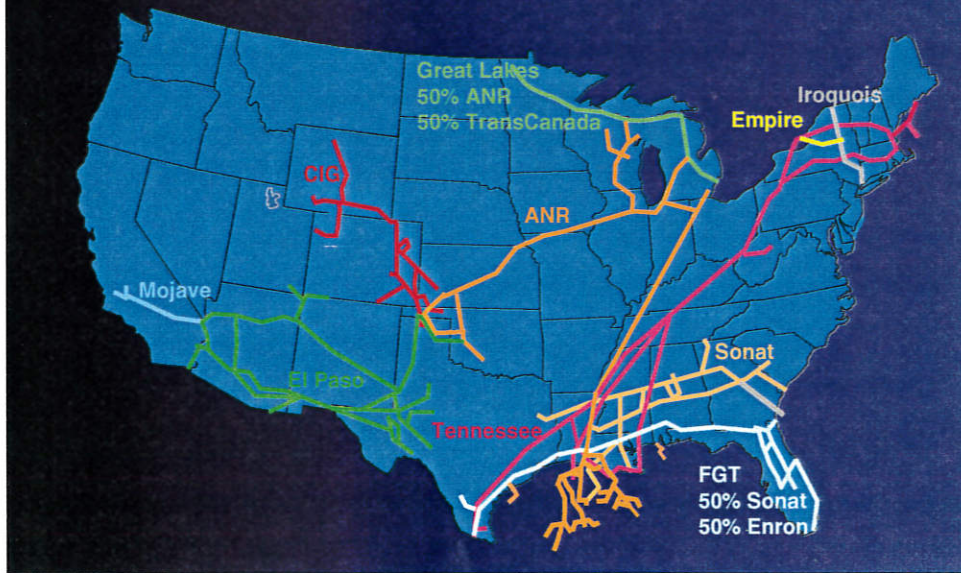 Great Lakes
50% ANR
50% TransCanada
Iroquois
Empire
CIG
ANR
Mojave
El Paso
Sonat
Tennessee
FGT
50% Sonat
50% Enron